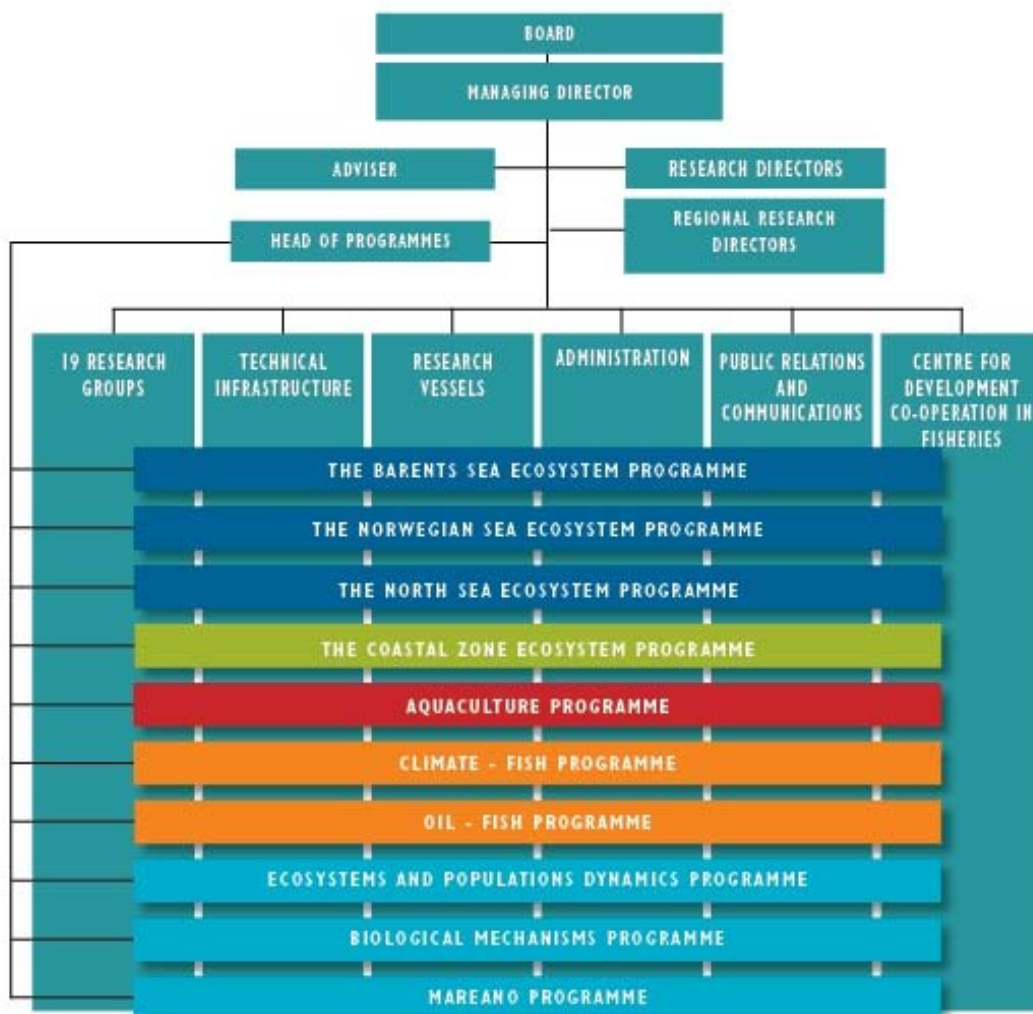 BOARD
MANAGING DIRECTOR
ADVISER
RESEARCH DIRECTORS
HEAD OF PROGRAMMES
REGIONAL RESEARCH
DIRECTORS
19 RESEARCH
GROUPS
TECHNICAL
INFRASTRUCTURE
RESEARCH
VESSELS
ADMINISTRATION
PUBLIC RELATIONS
AND
COMMUNICATIONS
CENTRE FOR
DEVELOPMENT
CO-OPERATION IN
FISHERIES
THE BARENTS SEA ECOSYSTEM PROGRAMME
THE NORWEGIAN SEA ECOSYSTEM PROGRAMME
THE NORTH SEA ECOSYSTEM PROGRAMME
THE COASTAL ZONE ECOSYSTEM PROGRAMME
AQUACULTURE PROGRAMME
CLIMATE - FISH PROGRAMME
OIL - FISH PROGRAMME
ECOSYSTEMS AND POPULATIONS DYNAMICS PROGRAMME
BIOLOGICAL MECHANISMS PROGRAMME
MAREANO PROGRAMME